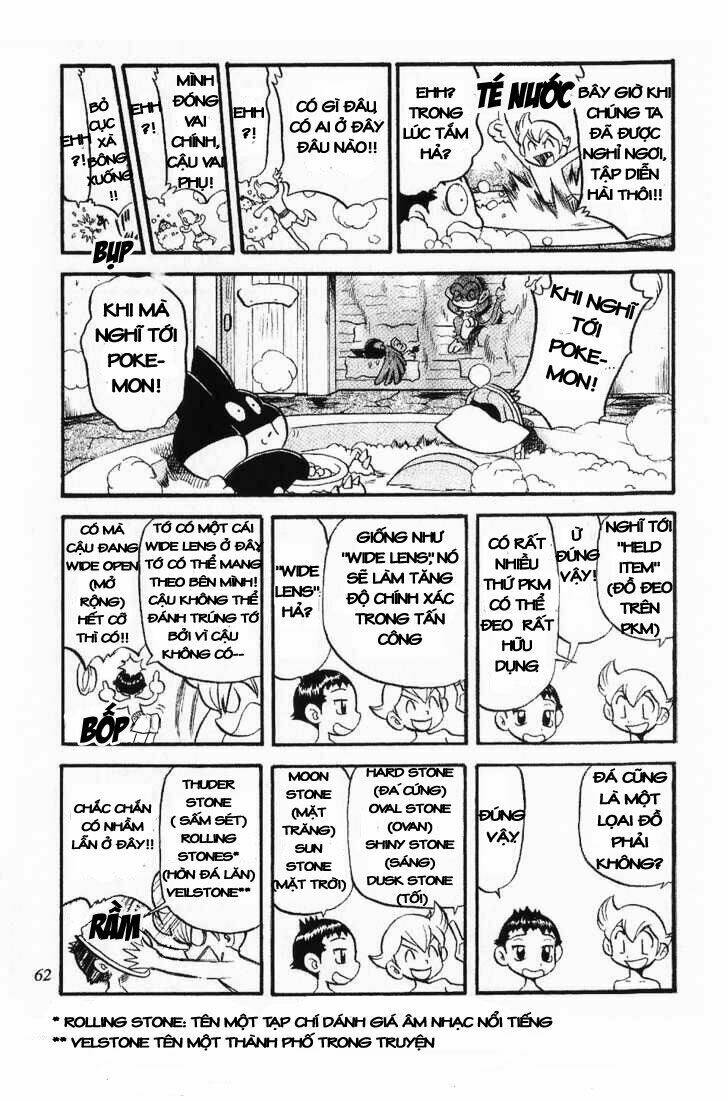 BÂY GIỜ KHI
CHÚNG TA
ĐÃ ĐƯỢC
NGHỈ NGƠI,
TẬP DIỄN
HÀI THÔI!!
TÉ NƯỚC
EHH?
TRONG
LÚC TẮM
HẢ?
CÓ GÌ ĐÂU,
CÓ AI Ở ĐÂY
ĐÂU NÀO!!
EHH
?!
MÌNH
ĐÓNG
VAI
CHÍNH,
CẬU VAI
PHỤ!
EHH
?!
BỎ
CỤC
XÀ
BÔNG
XUỐNG
!!
EHH
?!
BỤP
KHI NGHĨ
TỚI
POKE-
MON!
KHI MÀ
NGHĨ TỚI
POKE-
MON!
NGHĨ TỚI
"HELD
ITEM"
(ĐỒ ĐEO
TRÊN
PKM)
Ừ
ĐÚNG
VẬY!
CÓ RẤT
NHIỀU
THỨ PKM
CÓ THỂ
ĐEO RẤT
HỮU
DỤNG.
GIỐNG NHƯ
"WIDE LENS", NÓ
SẼ LÀM TĂNG
ĐỘ CHÍNH XÁC
TRONG TẤN
CÔNG
"WIDE
LENS"
HẢ?
TỚ CÓ MỘT CÁI
WIDE LENS Ở ĐÂY
TỚ CÓ THỂ MANG
THEO BÊN MÌNH!
CẬU KHÔNG THỂ
ĐÁNH TRÚNG TỚ
BỞI VÌ CẬU
KHÔNG CÓ--
CÓ MÀ
CẬU ĐANG
WIDE OPEN
(MỞ
RỘNG)
HẾT CỠ
THÌ CÓ!!
BỐP
ĐÁ CŨNG
LÀ MỘT
LOẠI ĐỒ
PHẢI
KHÔNG?
ĐÚNG
VẬY.
HARD STONE
(ĐÁ CỨNG)
OVAL STONE
(OVAN)
SHINY STONE
(SÁNG)
DUSK STONE
(TỐI)
MOON
STONE
(MẶT
TRĂNG)
SUN
STONE
(MẶT TRỜI)
THUDER
STONE
( SẤM SÉT)
ROLLING
STONES*
(HÒN ĐÁ LĂN)
VEILSTONE**
CHẮC CHẮN
CÓ NHẦM
LẪN Ở ĐÂY!!
RẦM
62
* ROLLING STONE: TÊN MỘT TẠP CHÍ DÁNH GIÁ ÂM NHẠC NỔI TIẾNG
** VELSTONE TÊN MỘT THÀNH PHỐ TRONG TRUYỆN